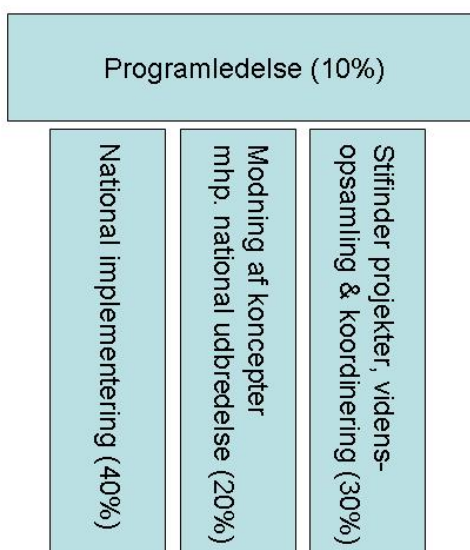 Programledelse (10%)
National implementering (40%)
Modning af koncepter
mhp. national udbredelse (20%)
Stifinder projekter, videns-
opsamling & koordinering (30%)